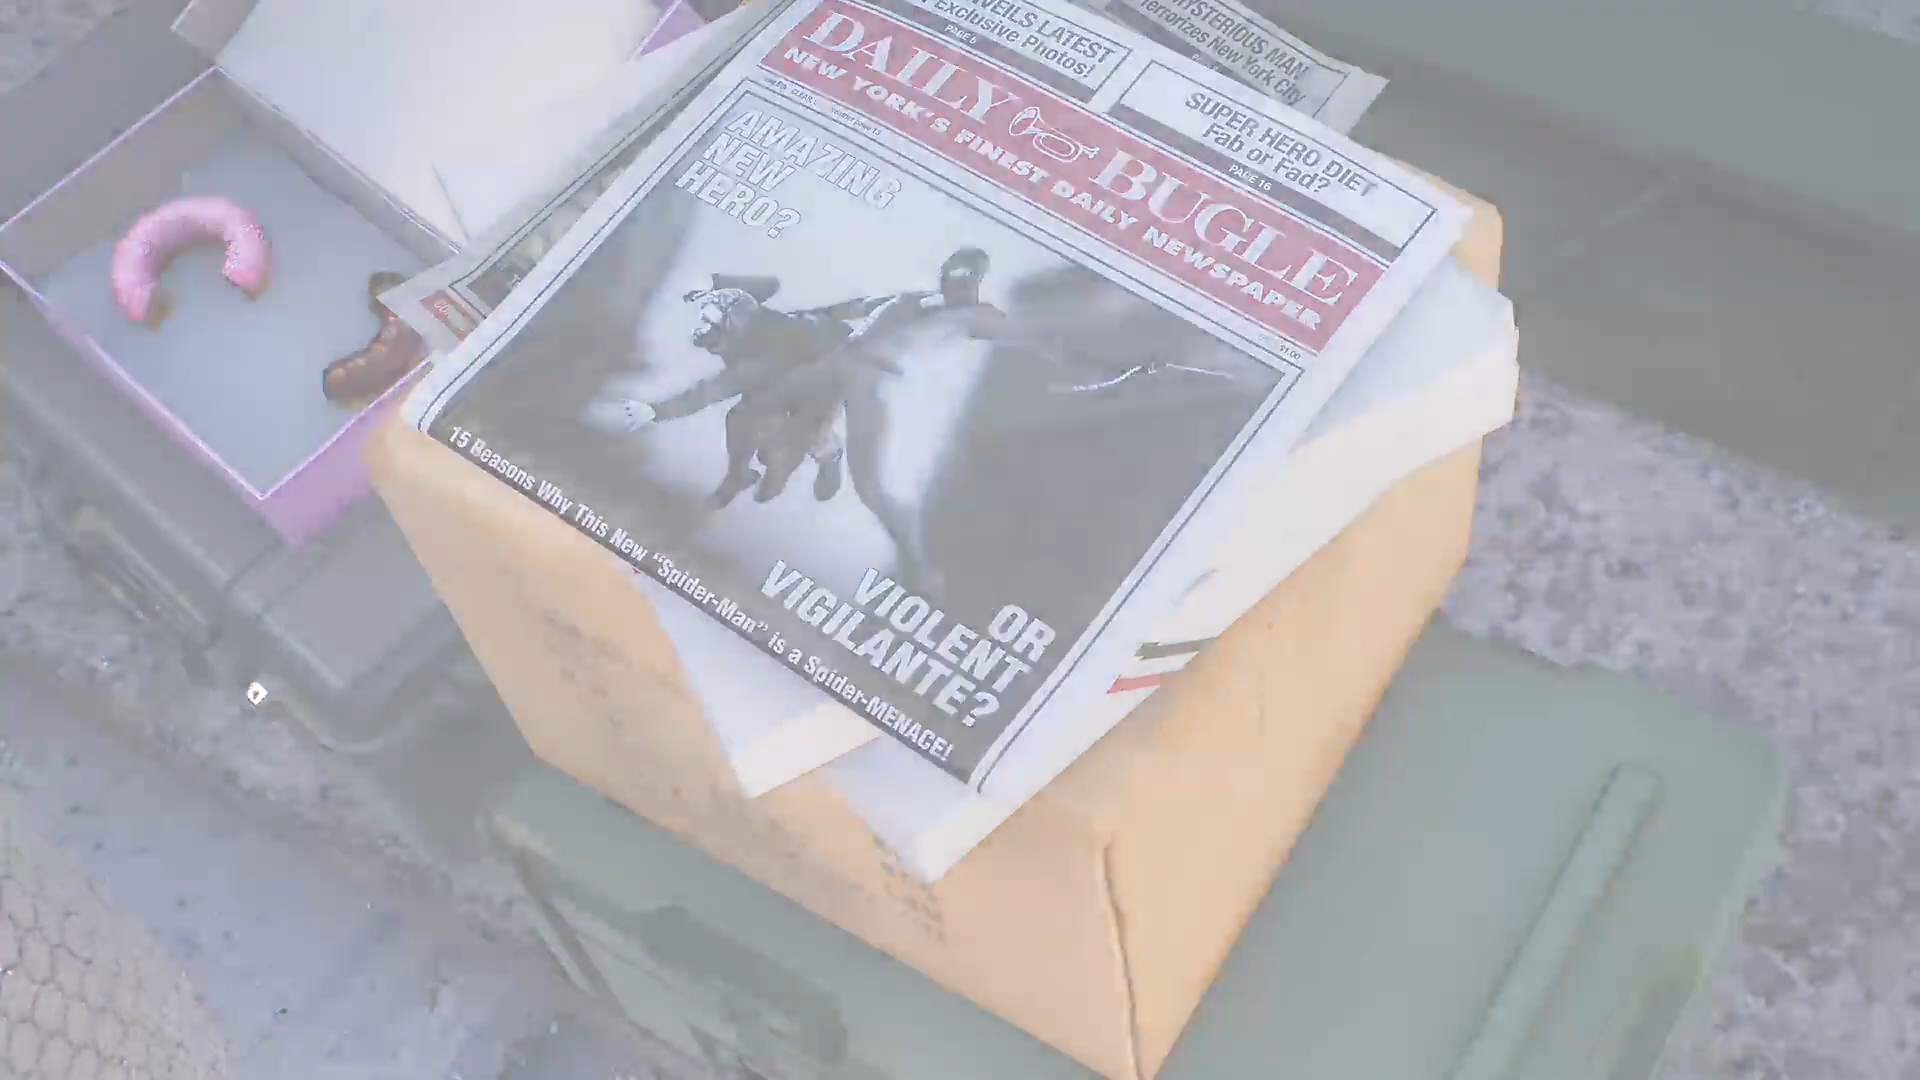 VEILS LATEST
Exclusive Photos!
PAGE 6
MYSTERIOUS MAN
Terrorizes New York City
SUPER HERO DIET
Fab or Fad?
PAGE 16
DAILY BUGLE
NEW YORK'S FINEST DAILY NEWSPAPER
$1.00
AMAZING
NEW
HERO?
OR
VIOLENT
VIGILANTE?
15 Reasons Why This New “Spider-Man” is a Spider-MENACE!